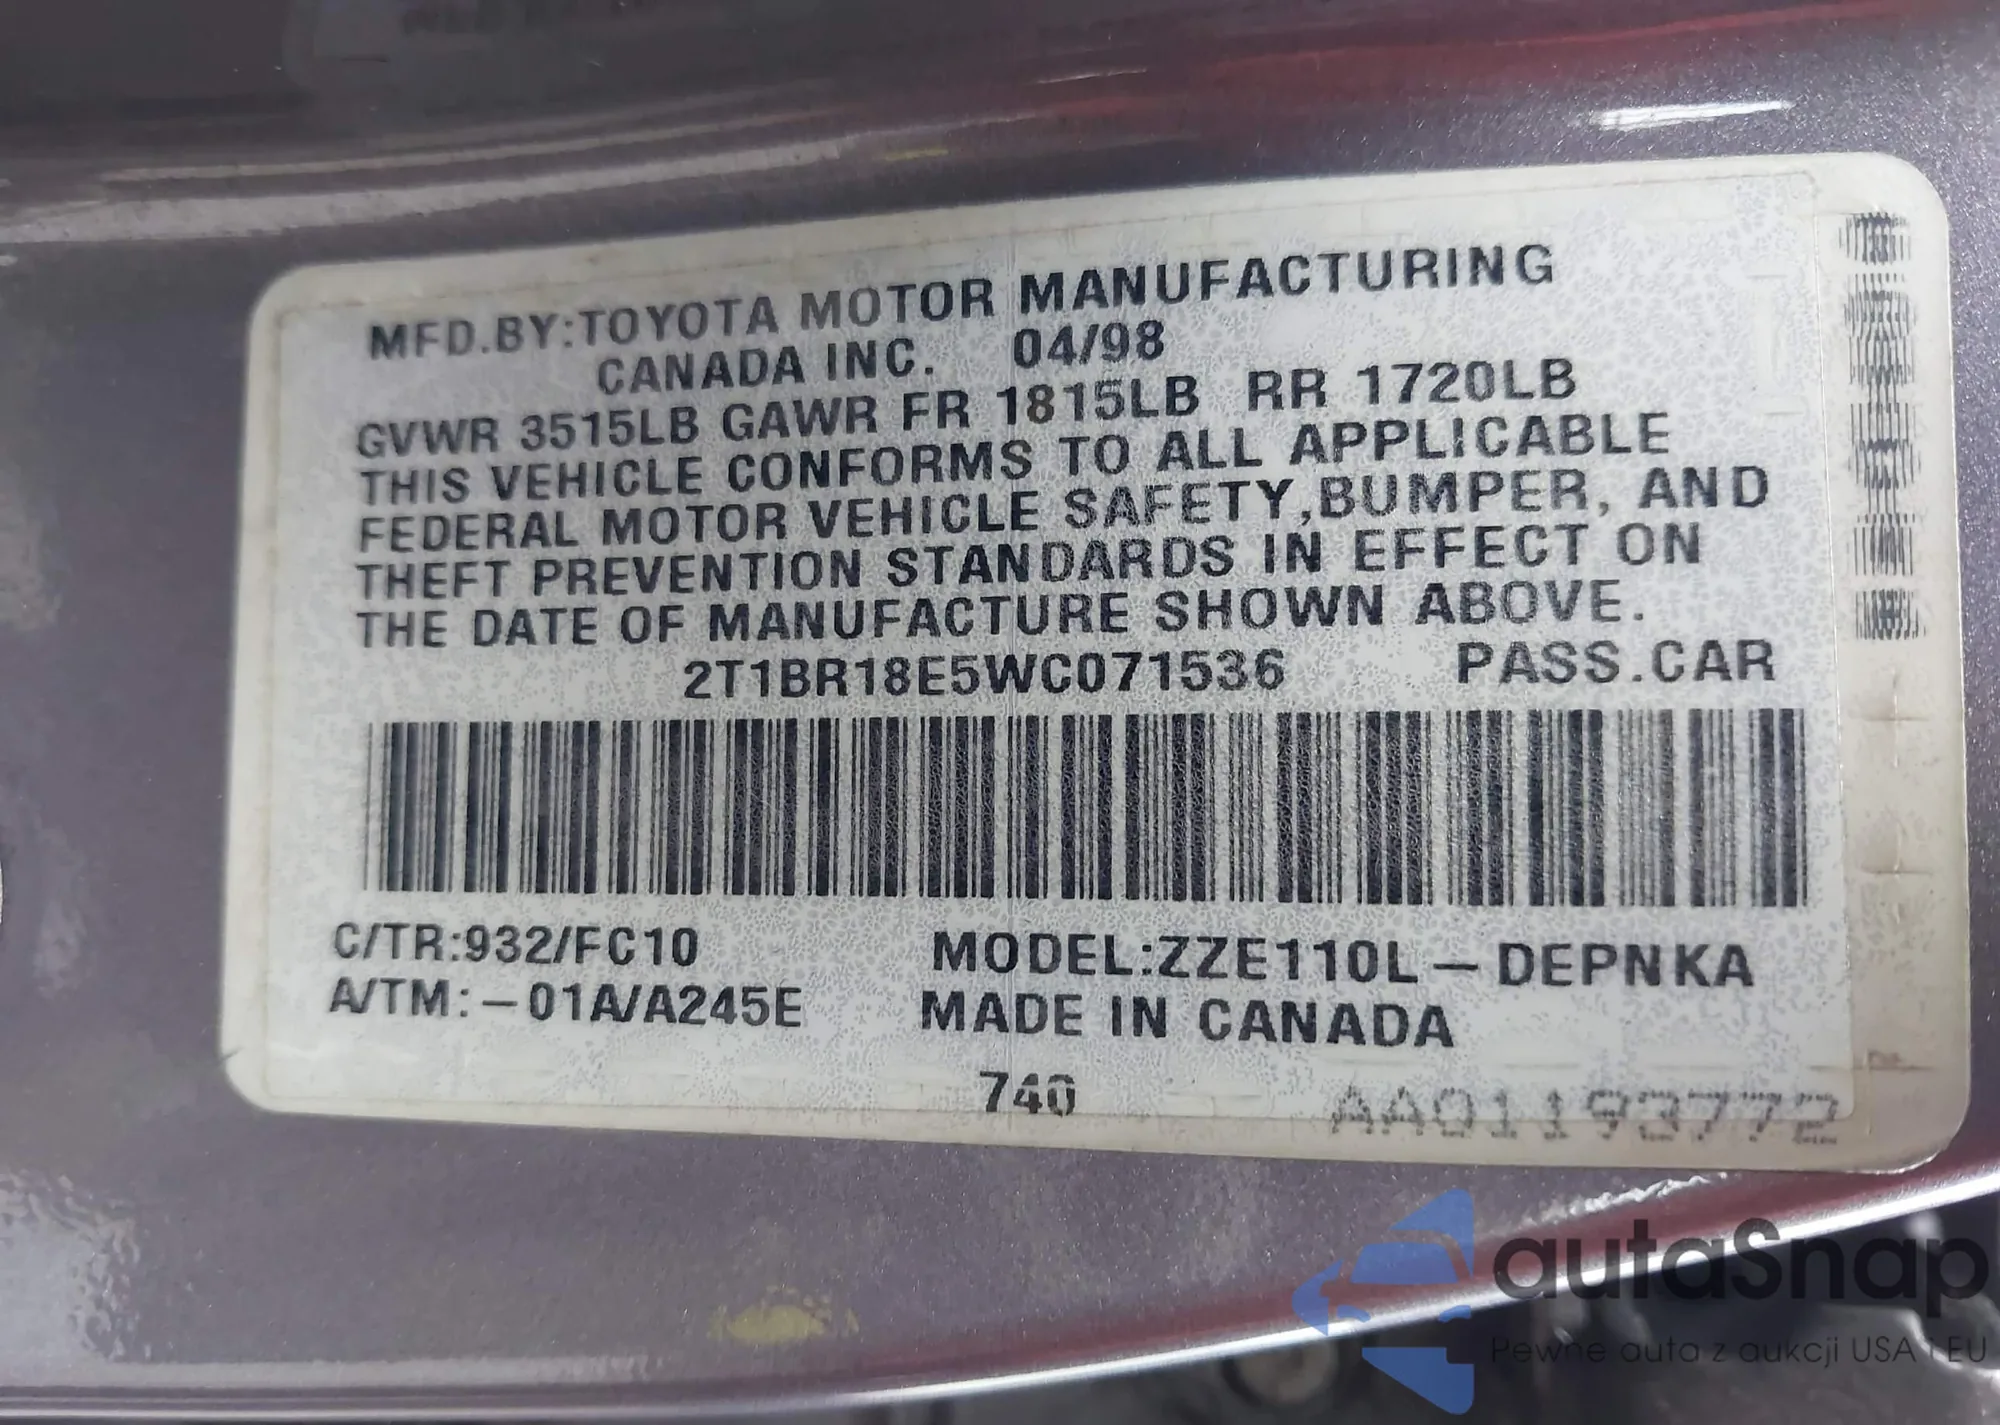 MFD.BY:TOYOTA MOTOR MANUFACTURING
CANADA INC. 04/98
GVWR 3515LB GAWR FR 1815LB RR 1720LB
THIS VEHICLE CONFORMS TO ALL APPLICABLE
FEDERAL MOTOR VEHICLE SAFETY,BUMPER, AND
THEFT PREVENTION STANDARDS IN EFFECT ON
THE DATE OF MANUFACTURE SHOWN ABOVE.
2T1BR18E5WC071536 PASS.CAR
C/TR:932/FC10 MODEL:ZZE110L–DEPNKA
A/TM:–01A/A245E MADE IN CANADA
740 AA01193772
autaSnap
Pewne auta z aukcji USA i EU